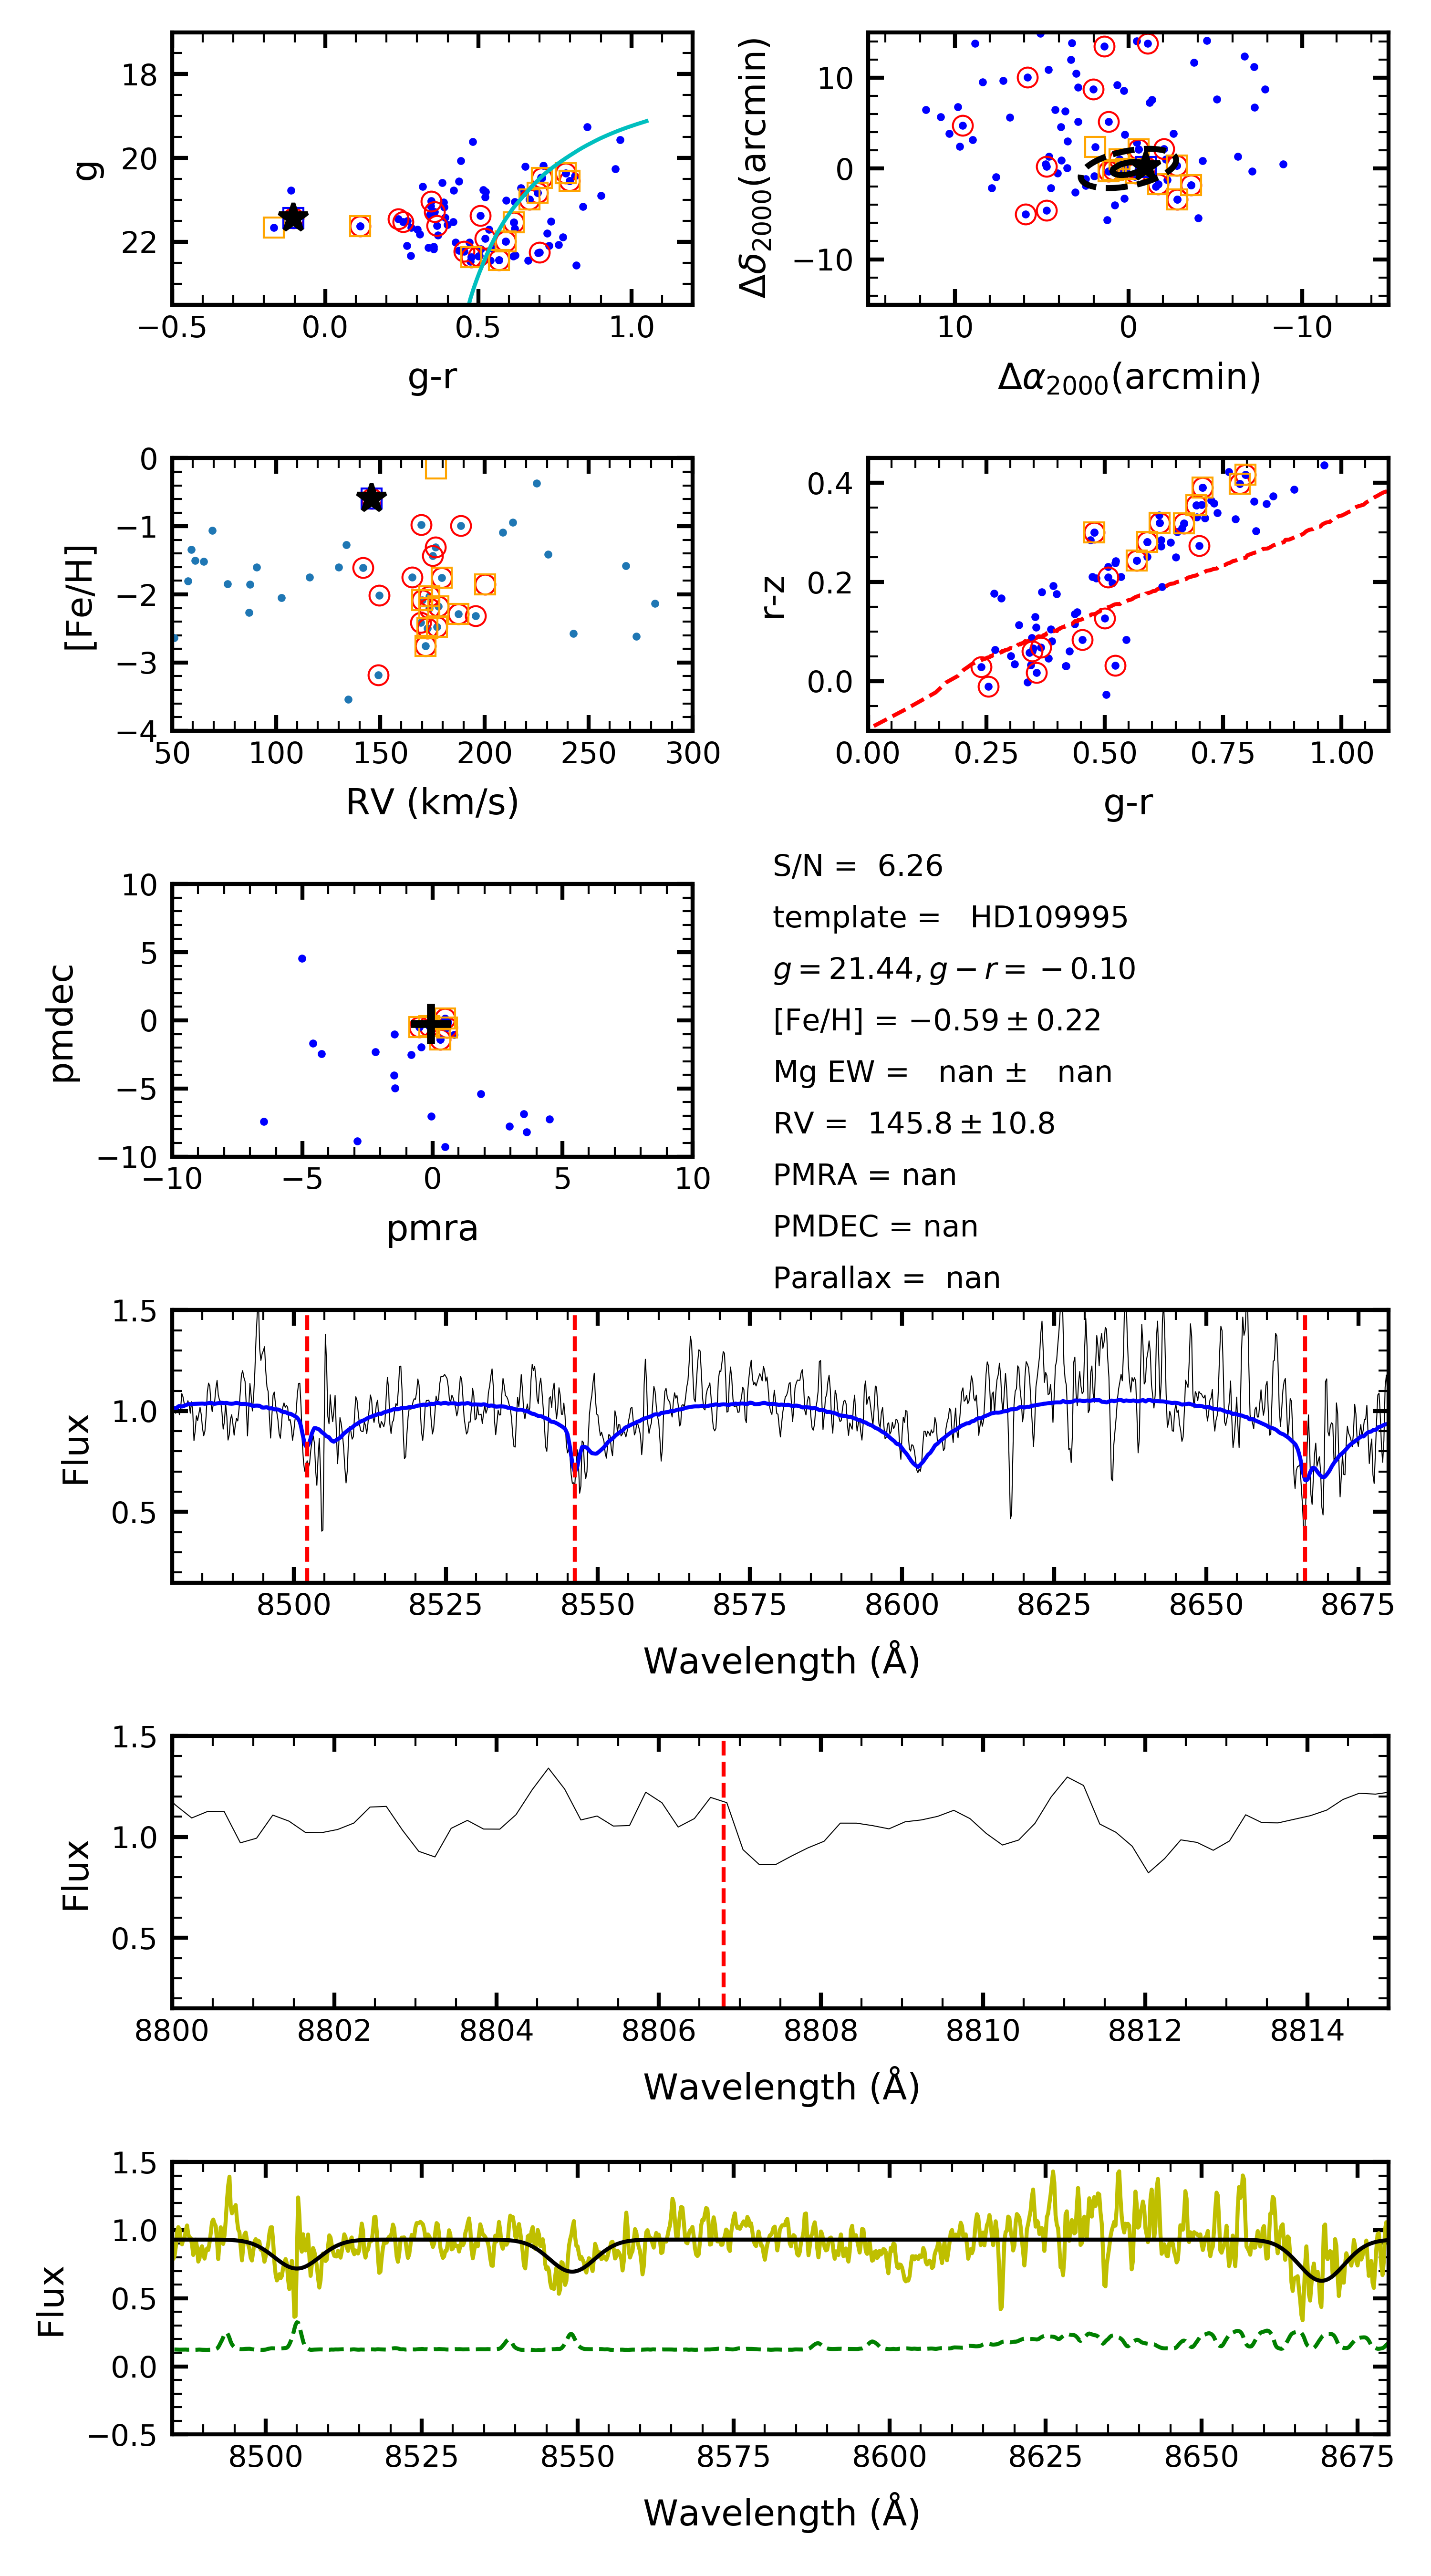 18
20
22
g
−0.5 0.0 0.5 1.0
g-r
10
0
−10
Δδ2000(arcmin)
10 0 −10
Δα2000(arcmin)
0
−1
−2
−3
−4
[Fe/H]
50 100 150 200 250 300
RV (km/s)
0.4
0.2
0.0
r-z
0.00 0.25 0.50 0.75 1.00
g-r
10
5
0
−5
−10
pmdec
−10 −5 0 5 10
pmra
S/N = 6.26
template = HD109995
g = 21.44, g − r = −0.10
[Fe/H] = −0.59 ± 0.22
Mg EW = nan ± nan
RV = 145.8 ± 10.8
PMRA = nan
PMDEC = nan
Parallax = nan
1.5
1.0
0.5
Flux
8500 8525 8550 8575 8600 8625 8650 8675
Wavelength (Å)
1.5
1.0
0.5
Flux
8800 8802 8804 8806 8808 8810 8812 8814
Wavelength (Å)
1.5
1.0
0.5
0.0
−0.5
Flux
8500 8525 8550 8575 8600 8625 8650 8675
Wavelength (Å)